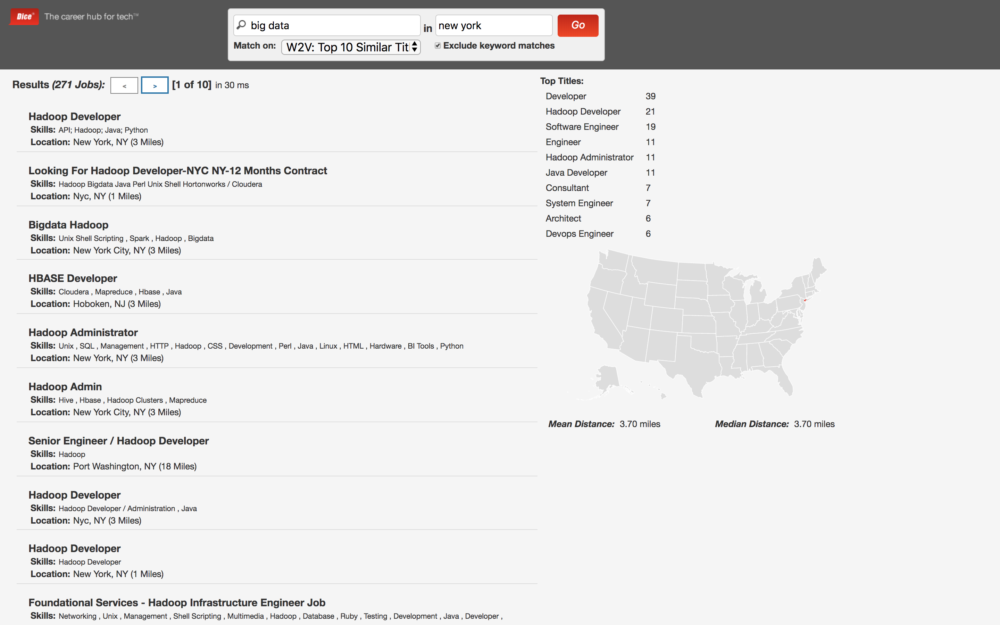 Dice® The career hub for tech™
big data in new york Go
Match on: W2V: Top 10 Similar Tit Exclude keyword matches
Results (271 Jobs): < > [1 of 10] in 30 ms
Hadoop Developer
Skills: API; Hadoop; Java; Python
Location: New York, NY (3 Miles)
Looking For Hadoop Developer-NYC NY-12 Months Contract
Skills: Hadoop Bigdata Java Perl Unix Shell Hortonworks / Cloudera
Location: Nyc, NY (1 Miles)
Bigdata Hadoop
Skills: Unix Shell Scripting , Spark , Hadoop , Bigdata
Location: New York City, NY (3 Miles)
HBASE Developer
Skills: Cloudera , Mapreduce , Hbase , Java
Location: Hoboken, NJ (3 Miles)
Hadoop Administrator
Skills: Unix , SQL , Management , HTTP , Hadoop , CSS , Development , Perl , Java , Linux , HTML , Hardware , BI Tools , Python
Location: New York, NY (3 Miles)
Hadoop Admin
Skills: Hive , Hbase , Hadoop Clusters , Mapreduce
Location: New York City, NY (3 Miles)
Senior Engineer / Hadoop Developer
Skills: Hadoop
Location: Port Washington, NY (18 Miles)
Hadoop Developer
Skills: Hadoop Developer / Administration , Java
Location: Nyc, NY (3 Miles)
Hadoop Developer
Skills: Hadoop Developer
Location: New York, NY (1 Miles)
Foundational Services - Hadoop Infrastructure Engineer Job
Skills: Networking , Unix , Management , Shell Scripting , Multimedia , Hadoop , Database , Ruby , Testing , Development , Java , Developer ,
Top Titles:
Developer 39
Hadoop Developer 21
Software Engineer 19
Engineer 11
Hadoop Administrator 11
Java Developer 11
Consultant 7
System Engineer 7
Architect 6
Devops Engineer 6
Mean Distance: 3.70 miles Median Distance: 3.70 miles